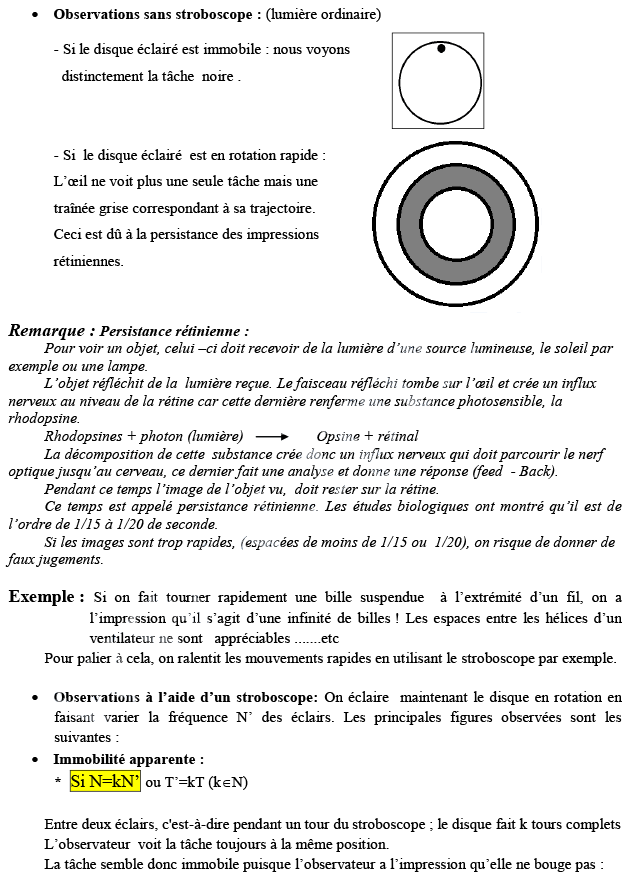 • Observations sans stroboscope : (lumière ordinaire)
- Si le disque éclairé est immobile : nous voyons
distinctement la tâche noire .
- Si le disque éclairé est en rotation rapide :
L'œil ne voit plus une seule tâche mais une
traînée grise correspondant à sa trajectoire.
Ceci est dû à la persistance des impressions
rétiniennes.
Remarque : Persistance rétinienne :
Pour voir un objet, celui –ci doit recevoir de la lumière d'une source lumineuse, le soleil par
exemple ou une lampe.
L'objet réfléchit de la lumière reçue. Le faisceau réfléchi tombe sur l'œil et crée un influx
nerveux au niveau de la rétine car cette dernière renferme une substance photosensible, la
rhodopsine.
Rhodopsines + photon (lumière) ⟶ Opsine + rétinal
La décomposition de cette substance crée donc un influx nerveux qui doit parcourir le nerf
optique jusqu'au cerveau, ce dernier fait une analyse et donne une réponse (feed - Back).
Pendant ce temps l'image de l'objet vu, doit rester sur la rétine.
Ce temps est appelé persistance rétinienne. Les études biologiques ont montré qu'il est de
l'ordre de 1/15 à 1/20 de seconde.
Si les images sont trop rapides, (espacées de moins de 1/15 ou 1/20), on risque de donner de
faux jugements.
Exemple : Si on fait tourner rapidement une bille suspendue à l'extrémité d'un fil, on a
l'impression qu'il s'agit d'une infinité de billes ! Les espaces entre les hélices d'un
ventilateur ne sont appréciables .......etc
Pour palier à cela, on ralentit les mouvements rapides en utilisant le stroboscope par exemple.
• Observations à l'aide d'un stroboscope: On éclaire maintenant le disque en rotation en
faisant varier la fréquence N' des éclairs. Les principales figures observées sont les
suivantes :
• Immobilité apparente :
* Si N=kN' ou T'=kT (k∈N)
Entre deux éclairs, c'est-à-dire pendant un tour du stroboscope ; le disque fait k tours complets
L'observateur voit la tâche toujours à la même position.
La tâche semble donc immobile puisque l'observateur a l'impression qu'elle ne bouge pas :